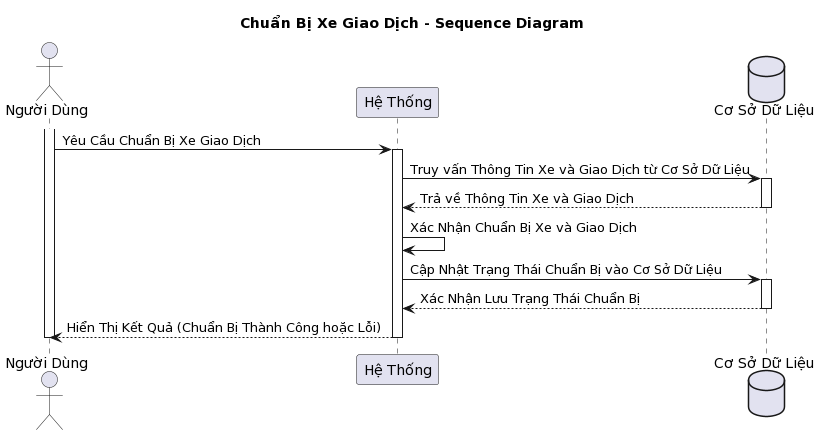 Chuẩn Bị Xe Giao Dịch - Sequence Diagram
Người Dùng
Hệ Thống
Cơ Sở Dữ Liệu
Yêu Cầu Chuẩn Bị Xe Giao Dịch
Truy vấn Thông Tin Xe và Giao Dịch từ Cơ Sở Dữ Liệu
Trả về Thông Tin Xe và Giao Dịch
Xác Nhận Chuẩn Bị Xe và Giao Dịch
Cập Nhật Trạng Thái Chuẩn Bị vào Cơ Sở Dữ Liệu
Xác Nhận Lưu Trạng Thái Chuẩn Bị
Hiển Thị Kết Quả (Chuẩn Bị Thành Công hoặc Lỗi)
Người Dùng
Hệ Thống
Cơ Sở Dữ Liệu